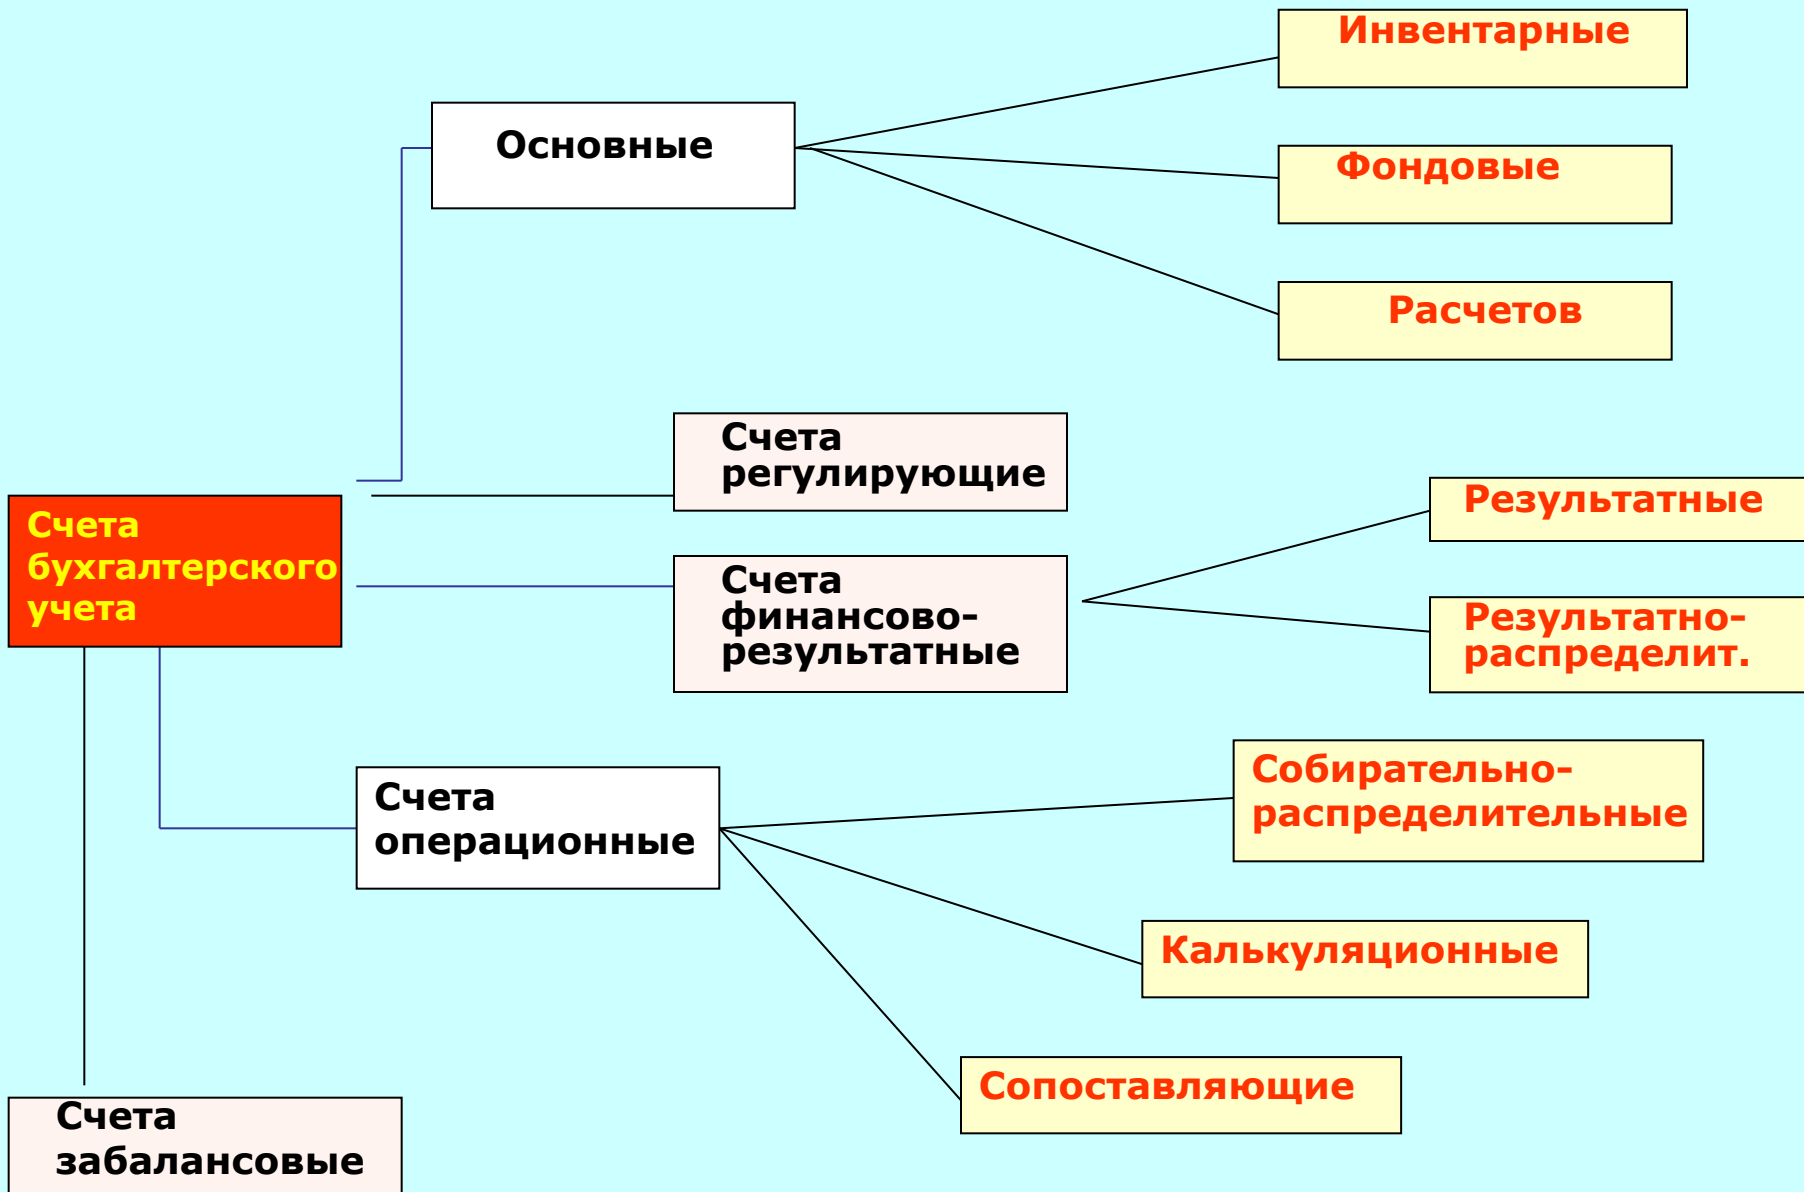 Инвентарные
Основные
Фондовые
Расчетов
Счета
регулирующие
Счета
бухгалтерского
учета
Счета
финансово-
результатные
Результатные
Результатно-
распределит.
Счета
операционные
Собирательно-
распределительные
Калькуляционные
Сопоставляющие
Счета
забалансовые